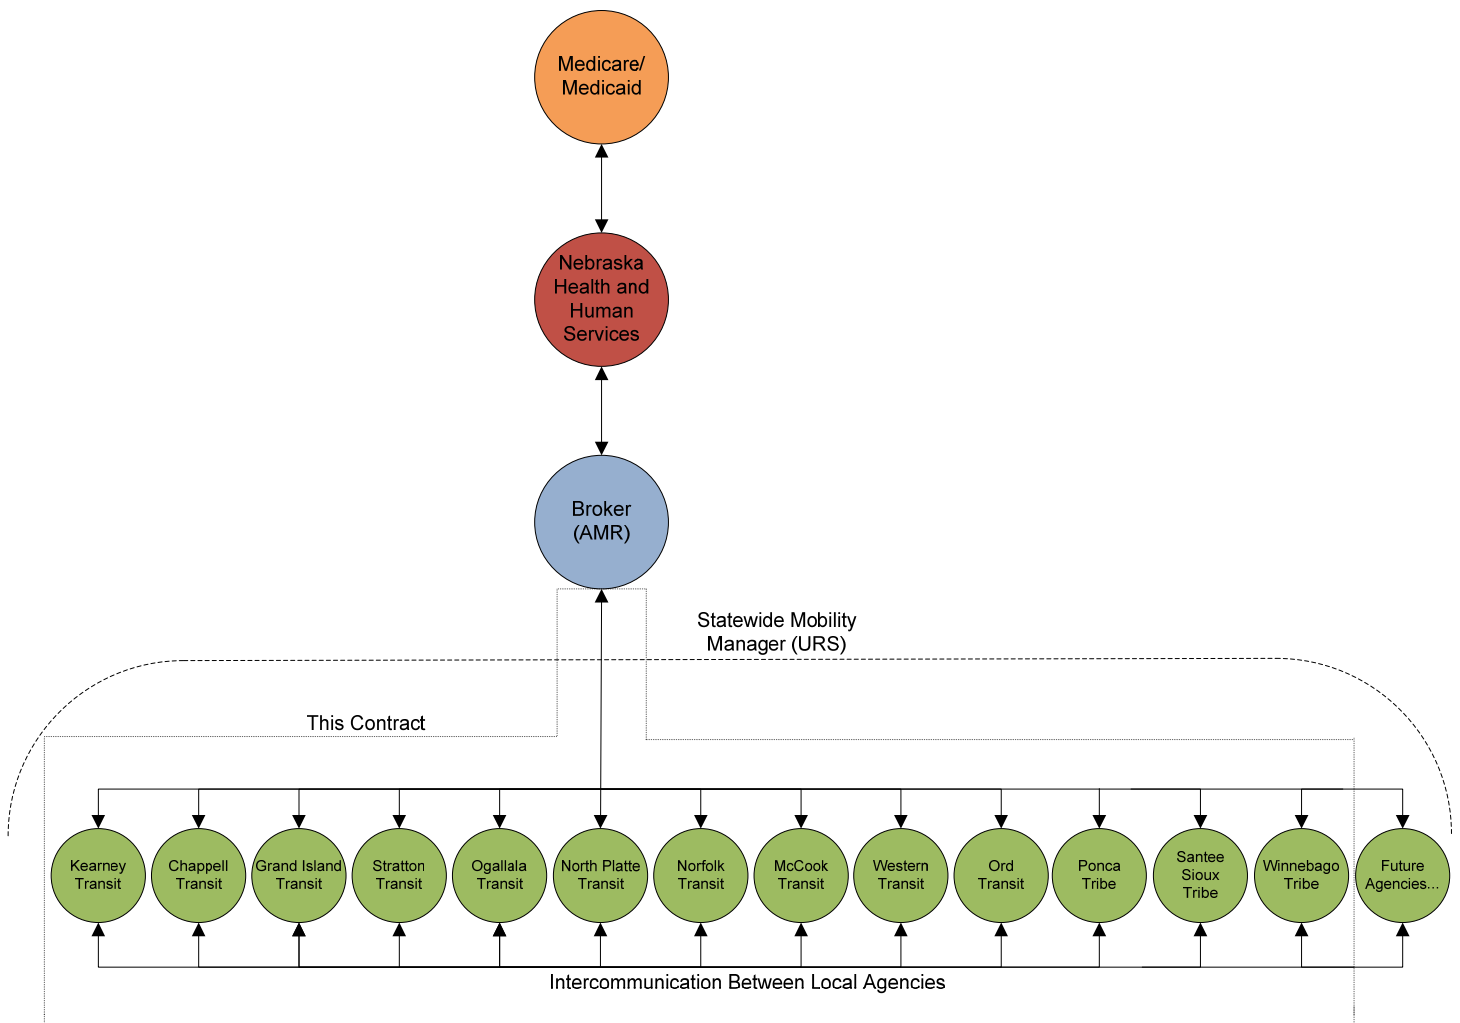 Medicare/
Medicaid
Nebraska
Health and
Human
Services
Broker
(AMR)
Statewide Mobility
Manager (URS)
This Contract
Kearney
Transit
Chappell
Transit
Grand Island
Transit
Stratton
Transit
Ogallala
Transit
North Platte
Transit
Norfolk
Transit
McCook
Transit
Western
Transit
Ord
Transit
Ponca
Tribe
Santee
Sioux
Tribe
Winnebago
Tribe
Future
Agencies...
Intercommunication Between Local Agencies